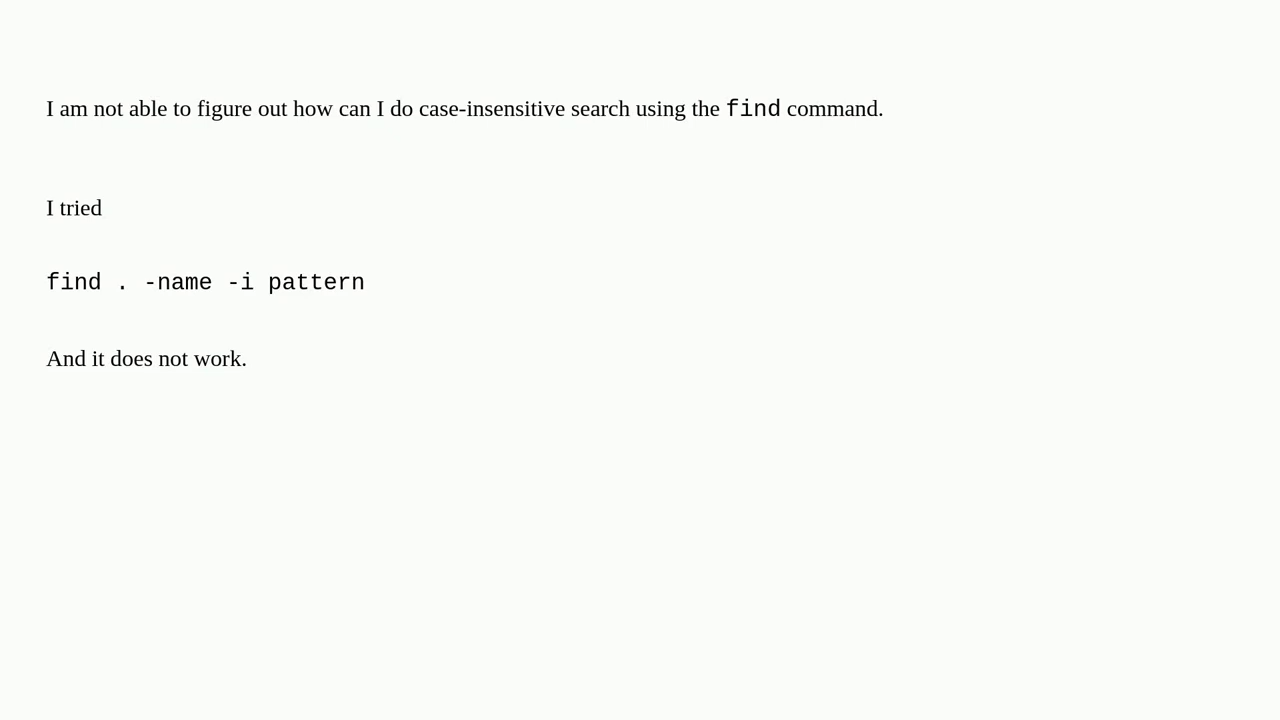 I am not able to figure out how can I do case-insensitive search using the find command.
I tried
find . -name -i pattern
And it does not work.